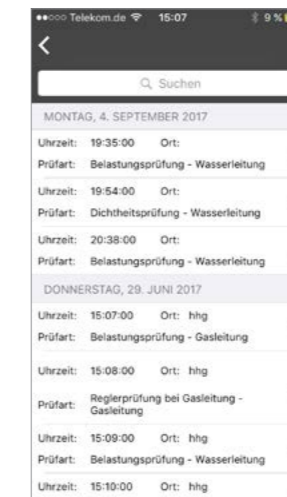 Telekom.de 15:07 9 %
Suchen
MONTAG, 4. SEPTEMBER 2017
Uhrzeit: 19:35:00 Ort:
Prüfart: Belastungsprüfung - Wasserleitung
Uhrzeit: 19:54:00 Ort:
Prüfart: Dichtheitsprüfung - Wasserleitung
Uhrzeit: 20:38:00 Ort:
Prüfart: Belastungsprüfung - Wasserleitung
DONNERSTAG, 29. JUNI 2017
Uhrzeit: 15:07:00 Ort: hhg
Prüfart: Belastungsprüfung - Gasleitung
Uhrzeit: 15:08:00 Ort: hhg
Prüfart: Reglerprüfung bei Gasleitung -
Gasleitung
Uhrzeit: 15:09:00 Ort: hhg
Prüfart: Belastungsprüfung - Wasserleitung
Uhrzeit: 15:10:00 Ort: hhg